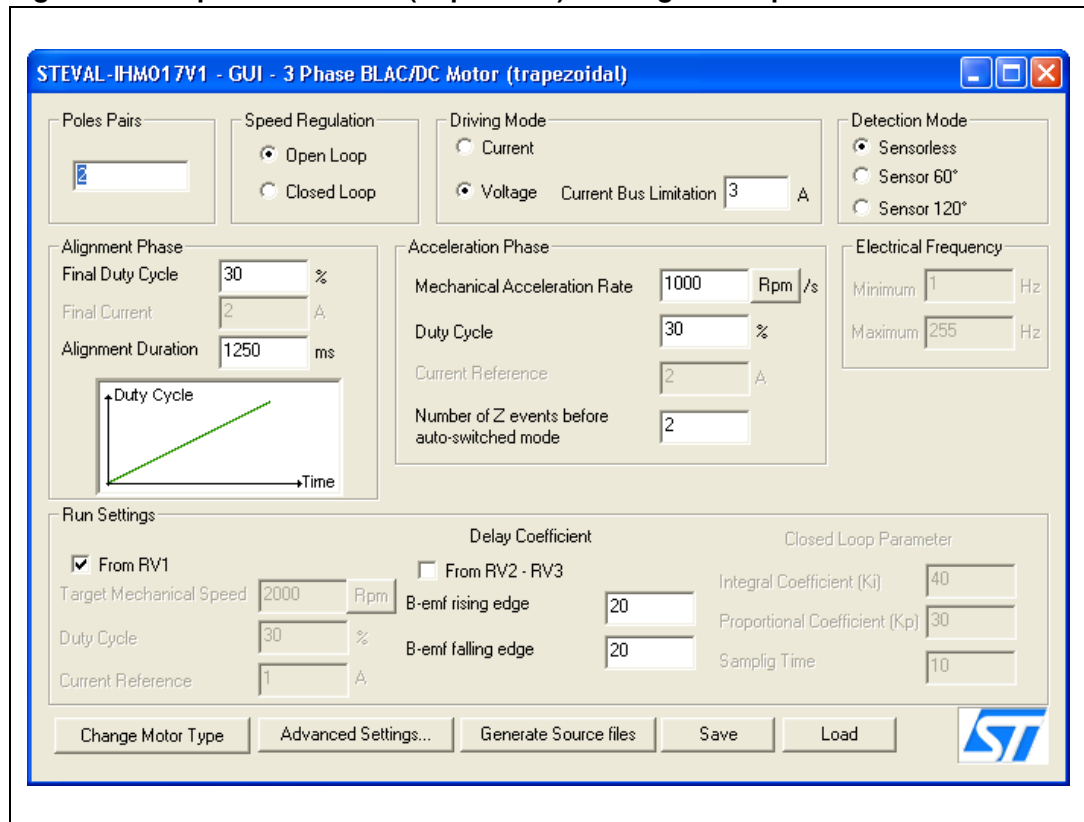 STEVAL-IHM017V1 - GUI - 3 Phase BLAC/DC Motor (trapezoidal)
Poles Pairs
2
Speed Regulation
Open Loop
Closed Loop
Driving Mode
Current
Voltage Current Bus Limitation 3 A
Detection Mode
Sensorless
Sensor 60°
Sensor 120°
Alignment Phase
Final Duty Cycle 30 %
Final Current 2 A
Alignment Duration 1250 ms
Duty Cycle
Time
Acceleration Phase
Mechanical Acceleration Rate 1000 Rpm /s
Duty Cycle 30 %
Current Reference 2 A
Number of Z events before
auto-switched mode 2
Electrical Frequency
Minimum 1 Hz
Maximum 255 Hz
Run Settings
From RV1
Target Mechanical Speed 2000 Rpm
Duty Cycle 30 %
Current Reference 1 A
Delay Coefficient
From RV2 - RV3
B-emf rising edge 20
B-emf falling edge 20
Closed Loop Parameter
Integral Coefficient (Ki) 40
Proportional Coefficient (Kp) 30
Samplig Time 10
Change Motor Type Advanced Settings... Generate Source files Save Load
ST